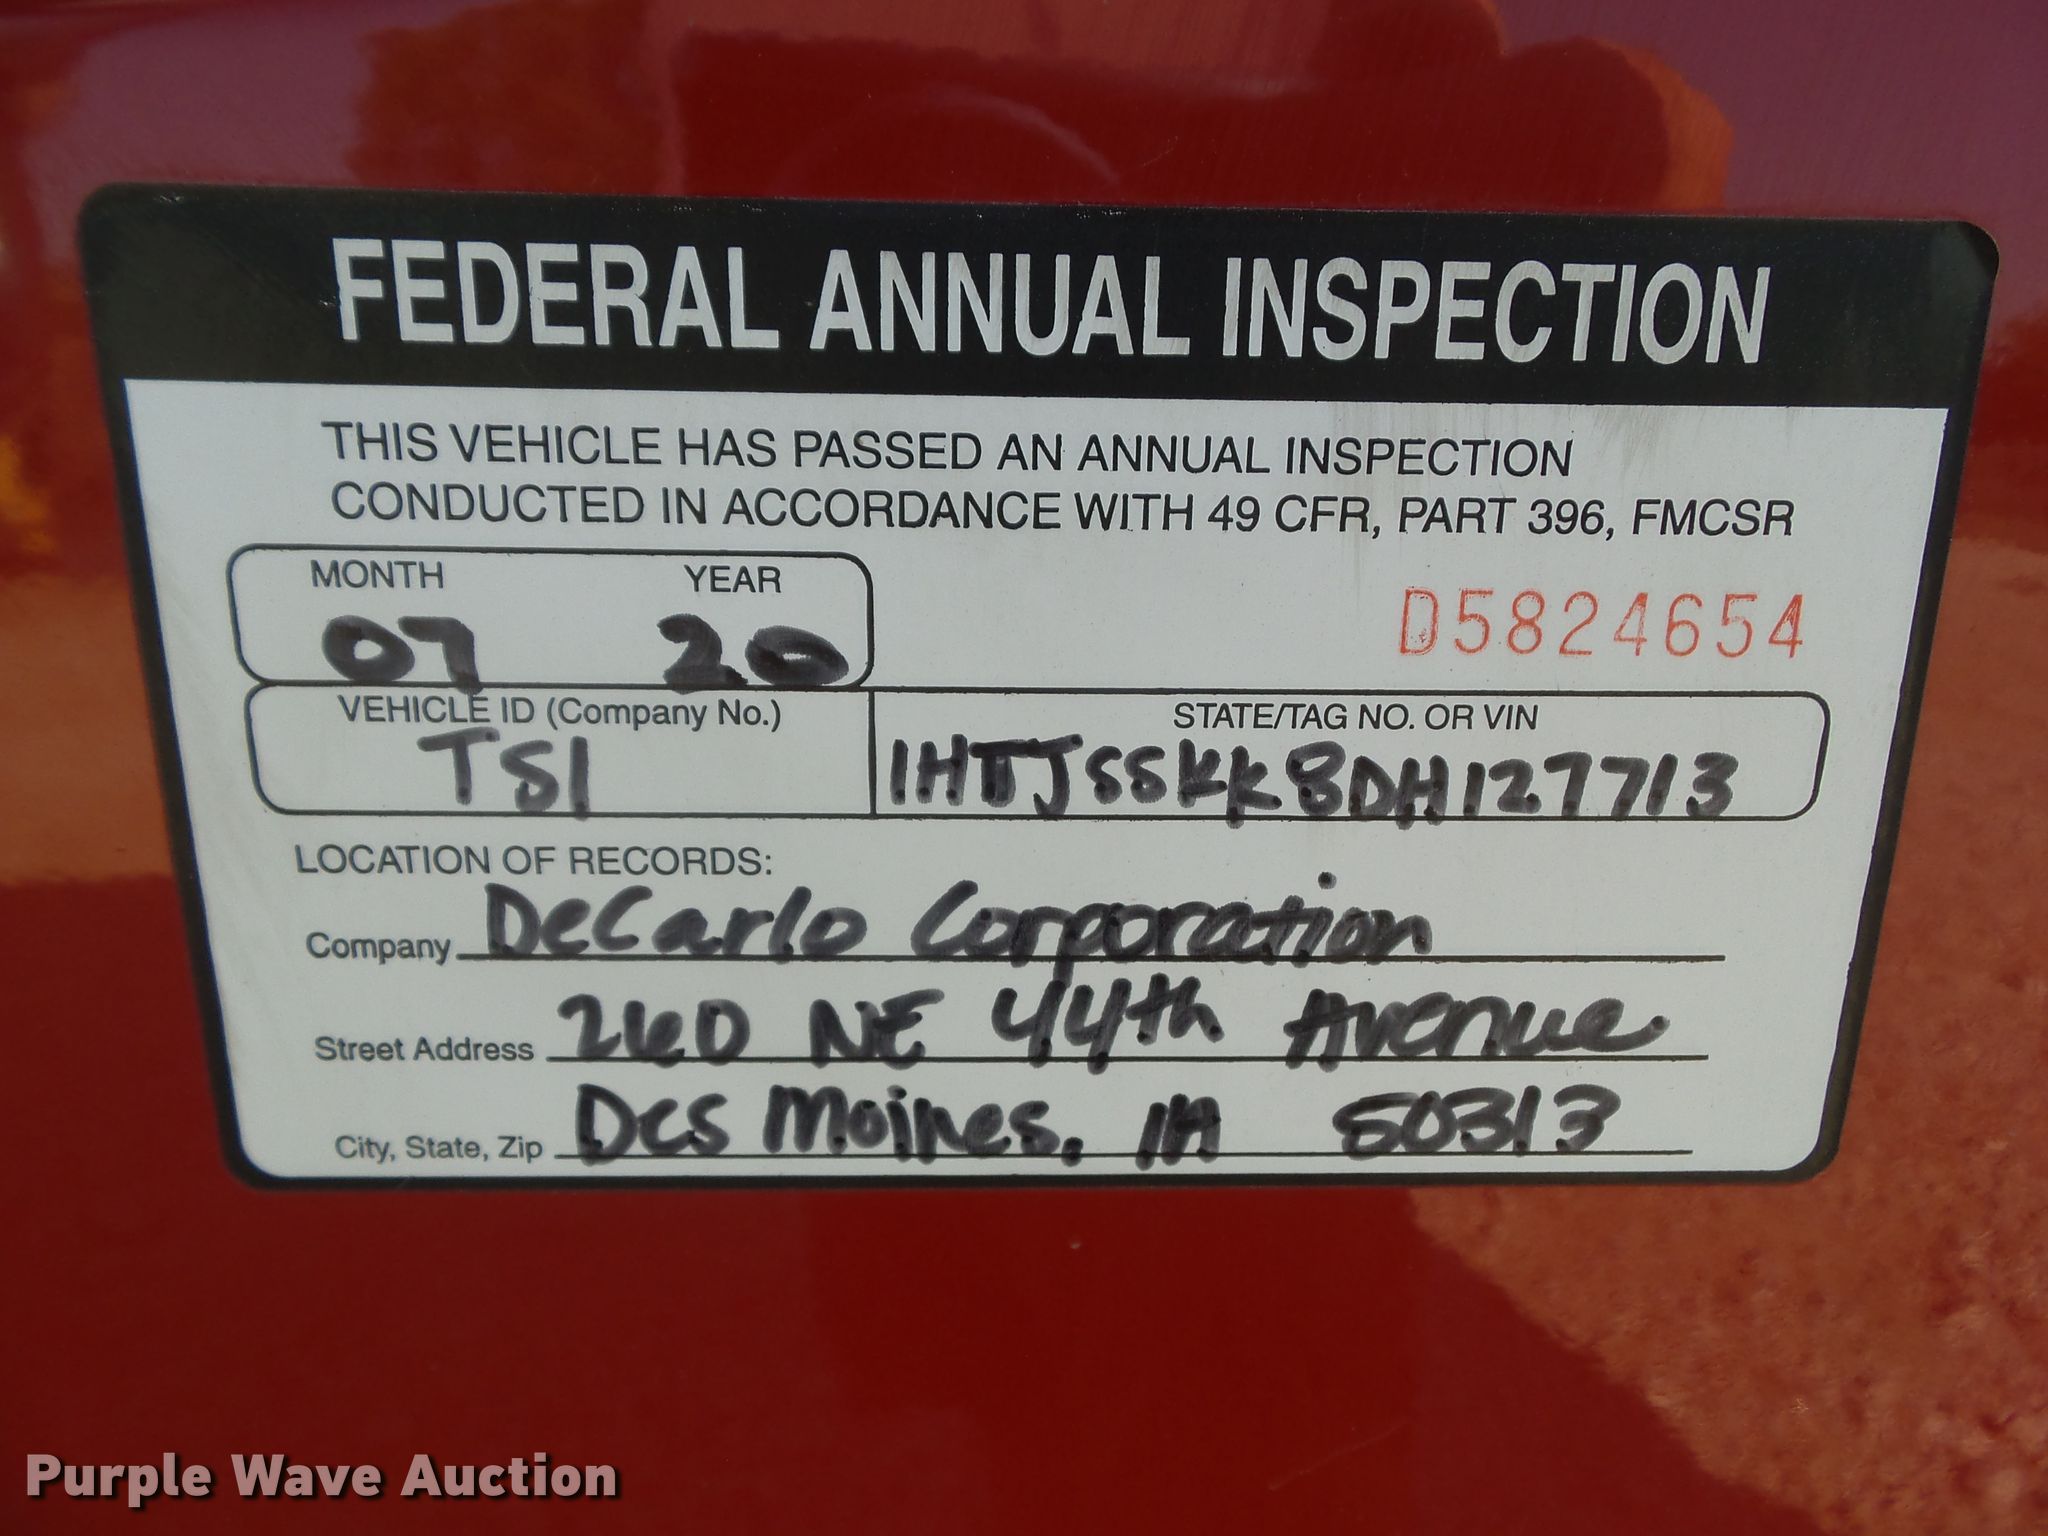 FEDERAL ANNUAL INSPECTION
THIS VEHICLE HAS PASSED AN ANNUAL INSPECTION
CONDUCTED IN ACCORDANCE WITH 49 CFR, PART 396, FMCSR
MONTH YEAR
07 20
D5824654
VEHICLE ID (Company No.)
TS1
STATE/TAG NO. OR VIN
1HTJSSKK8DH127713
LOCATION OF RECORDS:
Company DeCarlo Corporation
Street Address 260 NE 44th Avenue
City, State, Zip Des Moines, IA 50313
Purple Wave Auction